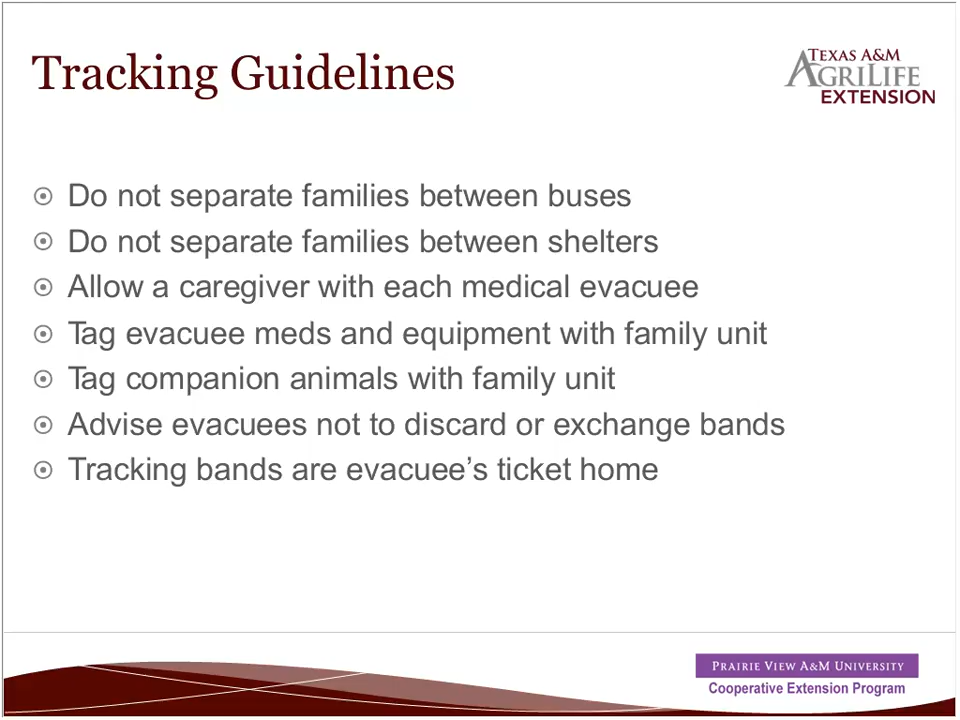 Tracking Guidelines
TEXAS A&M
AGRILIFE
EXTENSION
Do not separate families between buses
Do not separate families between shelters
Allow a caregiver with each medical evacuee
Tag evacuee meds and equipment with family unit
Tag companion animals with family unit
Advise evacuees not to discard or exchange bands
Tracking bands are evacuee’s ticket home
PRAIRIE VIEW A&M UNIVERSITY
Cooperative Extension Program